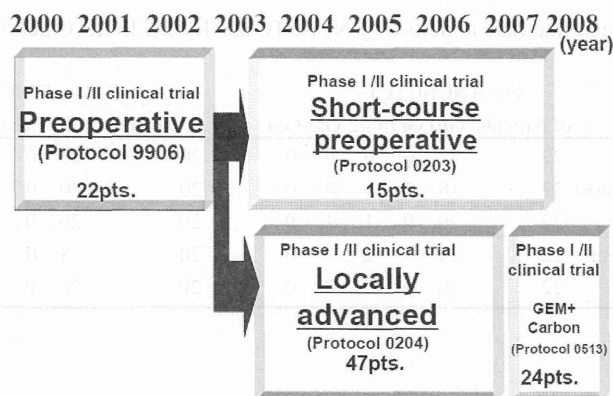 2000 2001 2002 2003 2004 2005 2006 2007 2008
(year)
Phase I /II clinical trial
Preoperative
(Protocol 9906)
22pts.
Phase I /II clinical trial
Short-course
preoperative
(Protocol 0203)
15pts.
Phase I /II clinical trial
Locally
advanced
(Protocol 0204)
47pts.
Phase I /II
clinical trial
GEM+
Carbon
(Protocol 0513)
24pts.